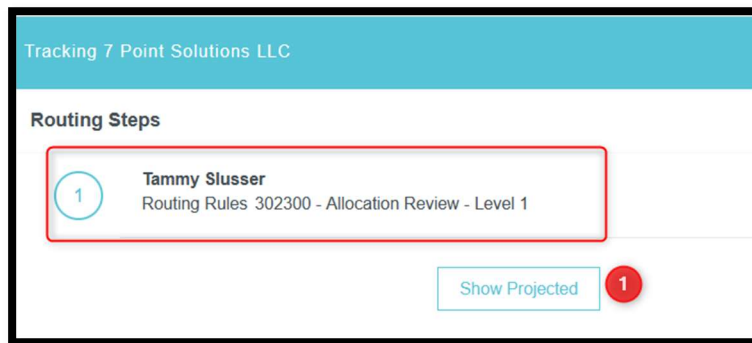 Tracking 7 Point Solutions LLC
Routing Steps
1
Tammy Slusser
Routing Rules 302300 - Allocation Review - Level 1
Show Projected
1